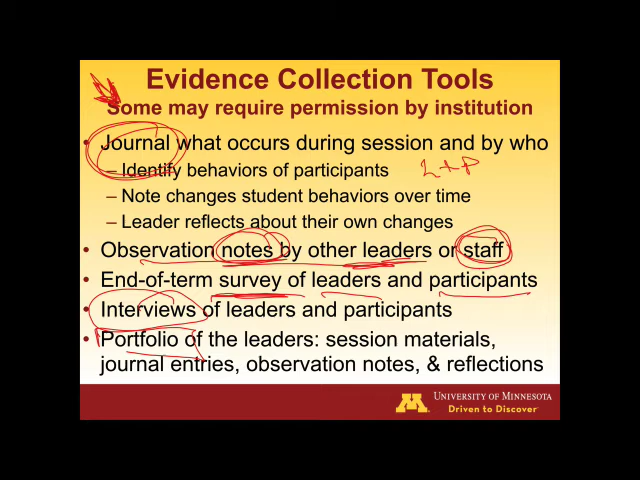 Evidence Collection Tools
Some may require permission by institution
• Journal what occurs during session and by who
– Identify behaviors of participants L+P
– Note changes student behaviors over time
– Leader reflects about their own changes
• Observation notes by other leaders or staff
• End-of-term survey of leaders and participants
• Interviews of leaders and participants
• Portfolio of the leaders: session materials,
journal entries, observation notes, & reflections
M UNIVERSITY OF MINNESOTA
Driven to Discover℠